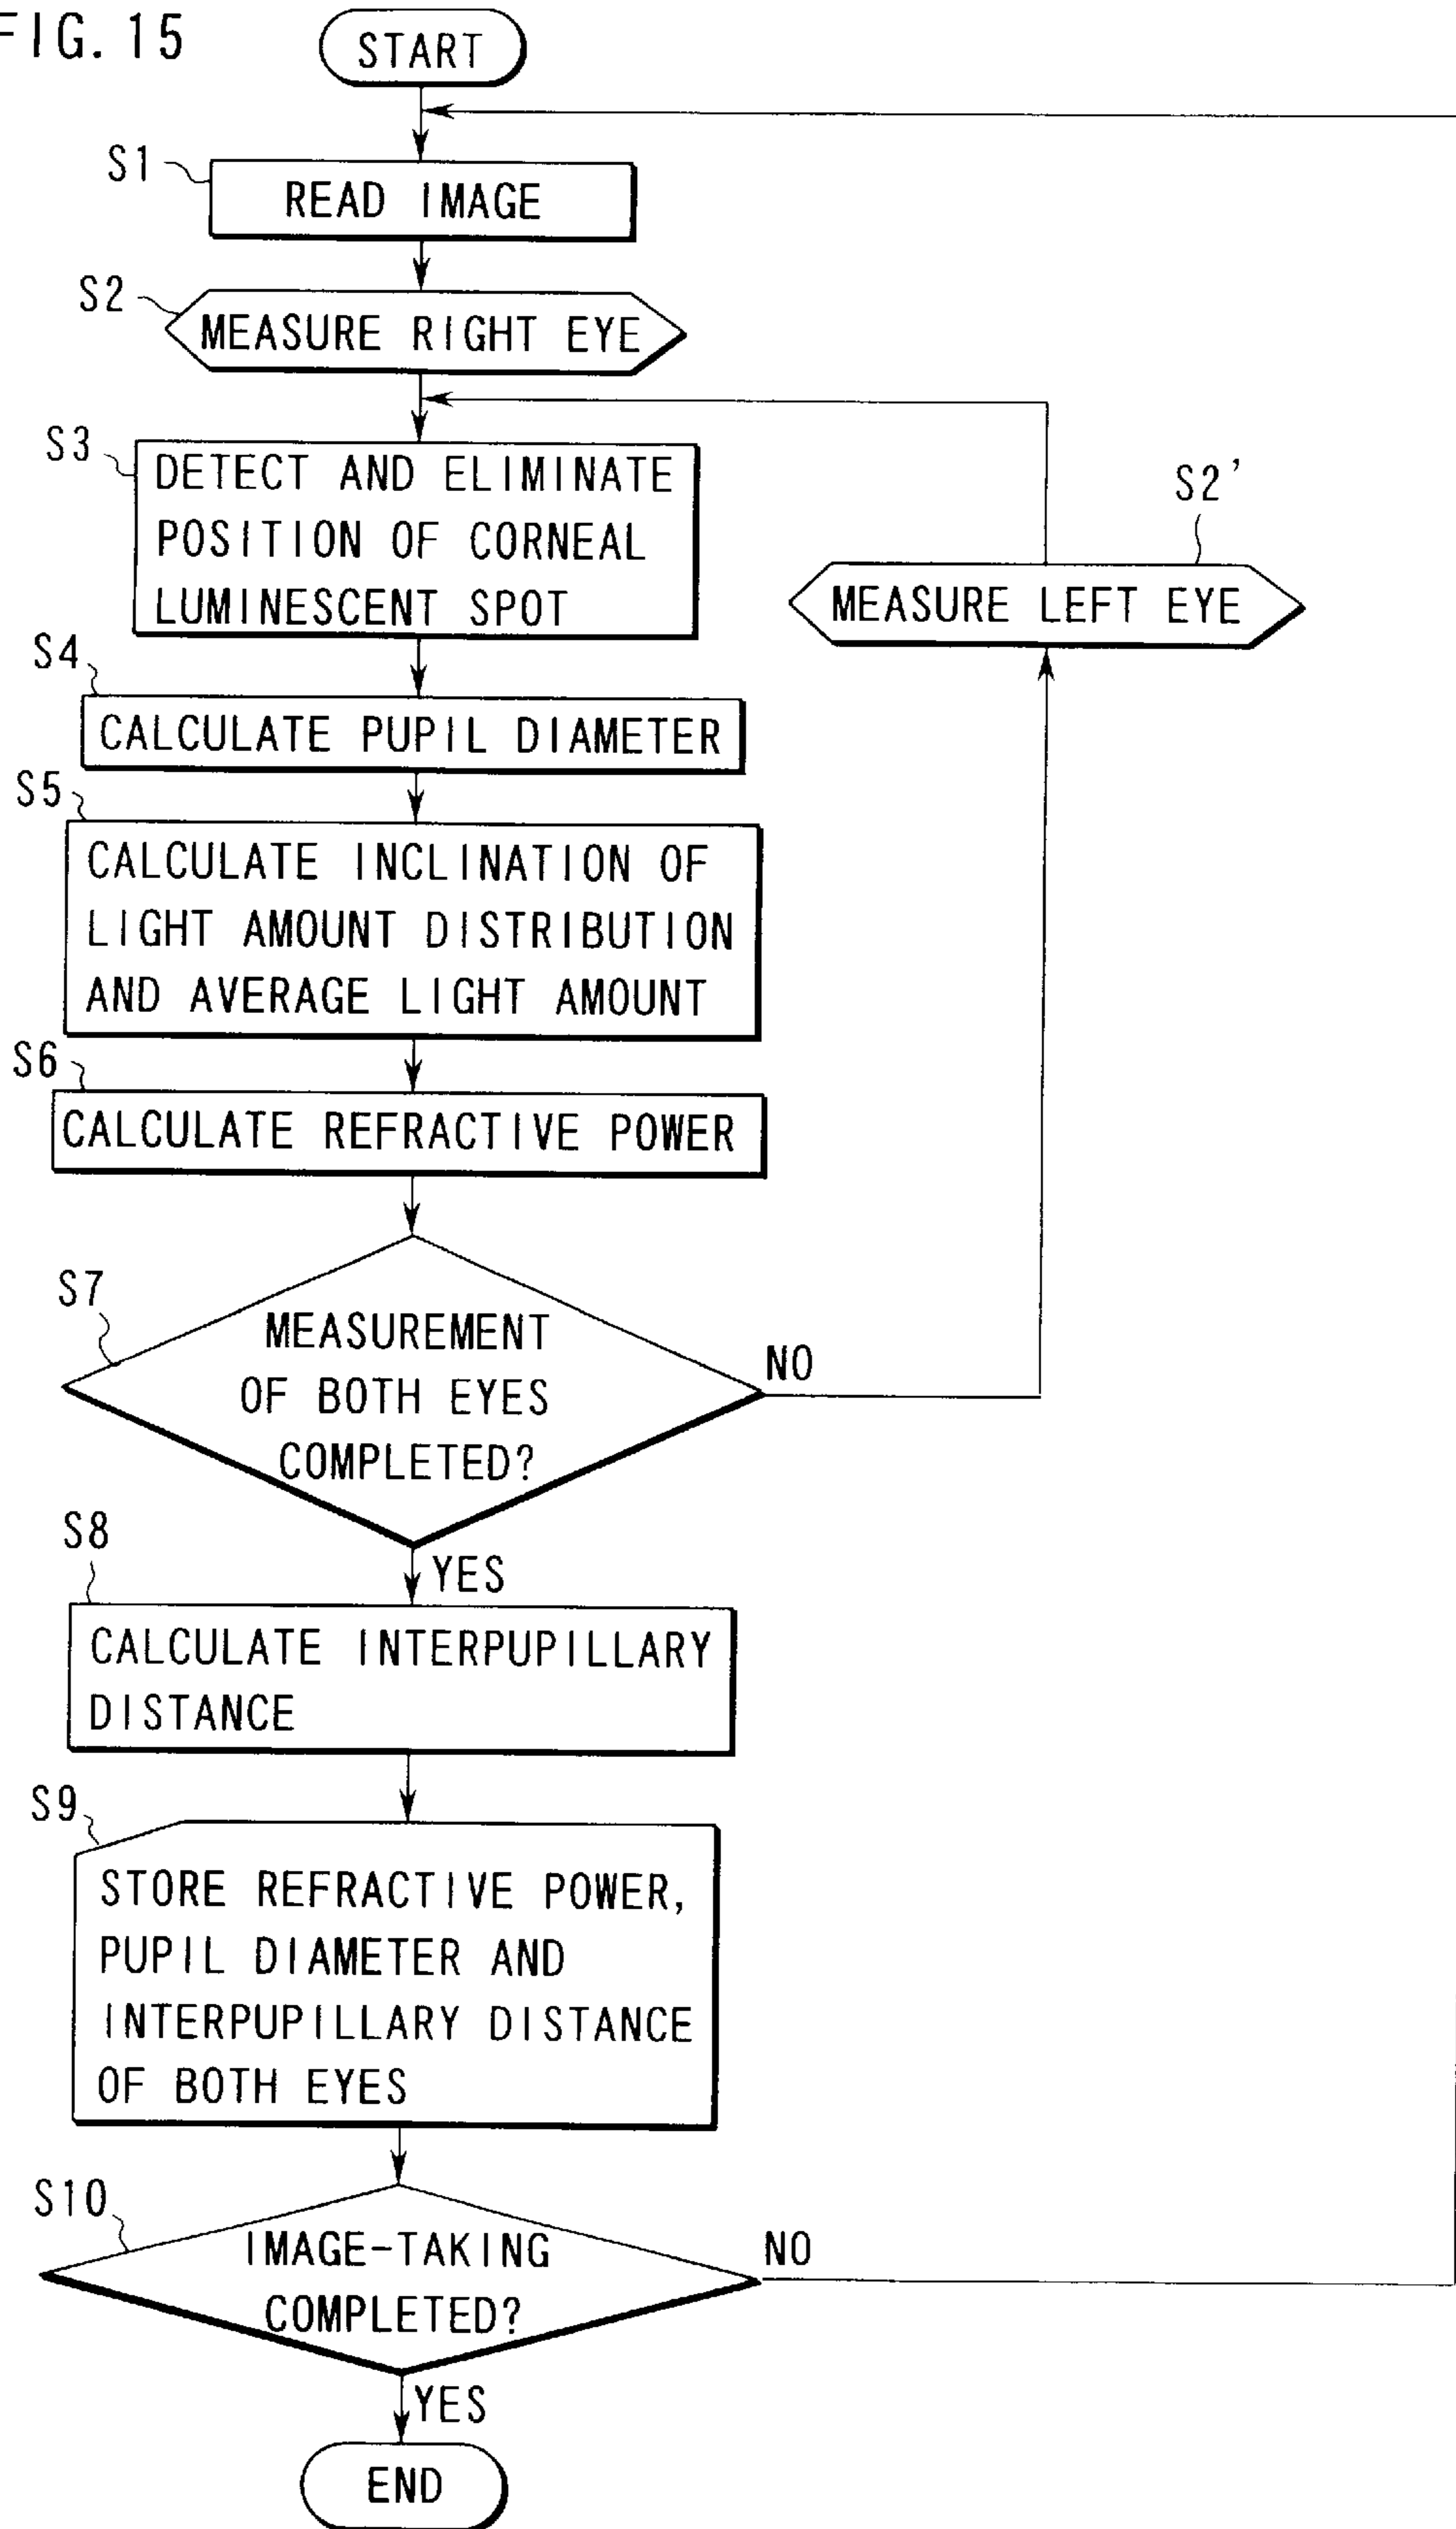 FIG. 15
START
S1
READ IMAGE
S2
MEASURE RIGHT EYE
S3
DETECT AND ELIMINATE
POSITION OF CORNEAL
LUMINESCENT SPOT
S2'
MEASURE LEFT EYE
S4
CALCULATE PUPIL DIAMETER
S5
CALCULATE INCLINATION OF
LIGHT AMOUNT DISTRIBUTION
AND AVERAGE LIGHT AMOUNT
S6
CALCULATE REFRACTIVE POWER
S7
MEASUREMENT
OF BOTH EYES
COMPLETED?
NO
YES
S8
CALCULATE INTERPUPILLARY
DISTANCE
S9
STORE REFRACTIVE POWER,
PUPIL DIAMETER AND
INTERPUPILLARY DISTANCE
OF BOTH EYES
S10
IMAGE-TAKING
COMPLETED?
NO
YES
END